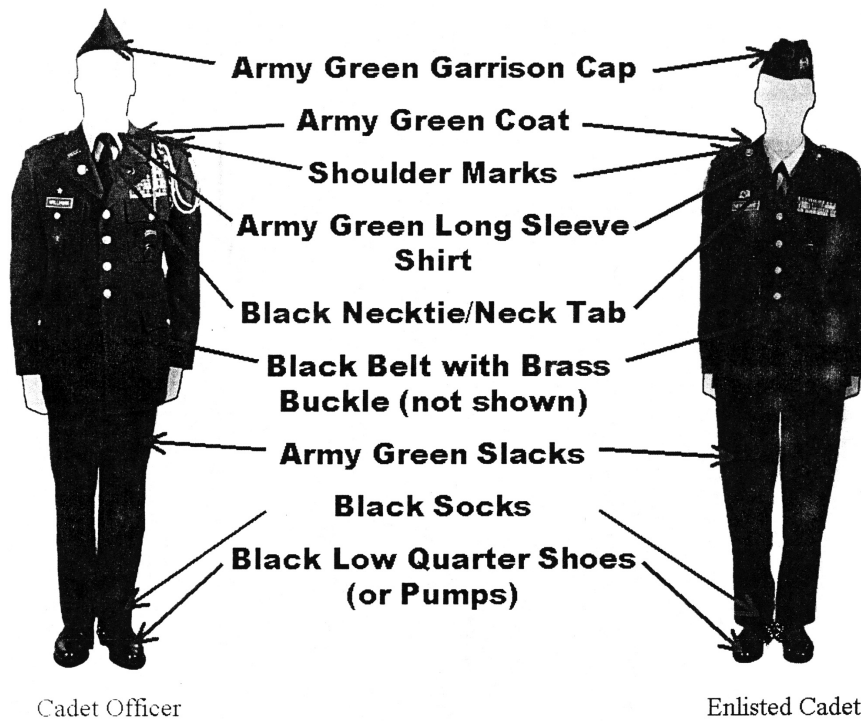 Army Green Garrison Cap
Army Green Coat
Shoulder Marks
Army Green Long Sleeve
Shirt
Black Necktie/Neck Tab
Black Belt with Brass
Buckle (not shown)
Army Green Slacks
Black Socks
Black Low Quarter Shoes
(or Pumps)
Cadet Officer
Enlisted Cadet